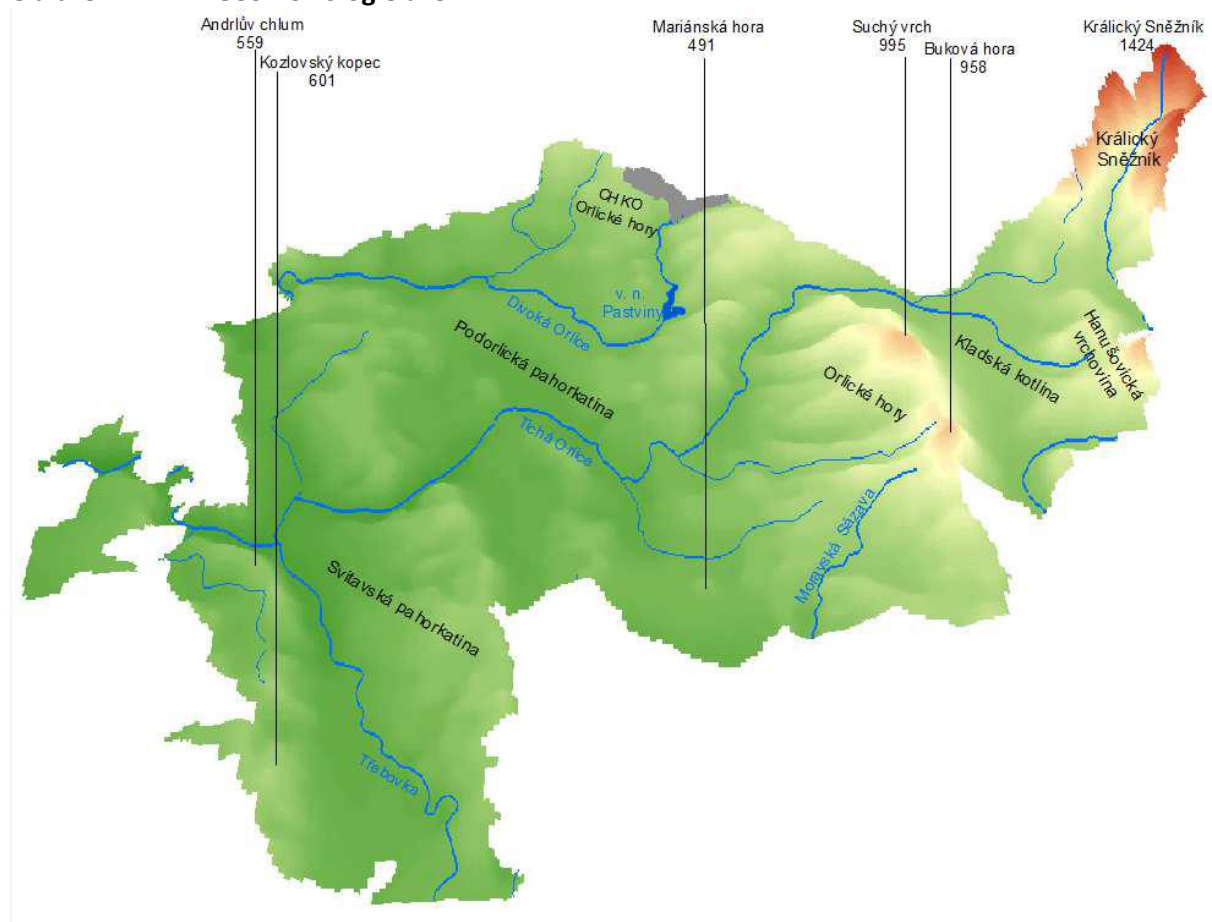 Andrlův chlum
559
Kozlovský kopec
601
Mariánská hora
491
Suchý vrch
995
Buková hora
958
Králický Sněžník
1424
Králický
Sněžník
CHKO
Orlické hory
v. n.
Pastviny
Divoká Orlice
Podorlická pahorkatina
Tichá Orlice
Orlické hory
Kladská kotlina
Hanušovická
vrchovina
Moravská Sázava
Svitavská pahorkatina
Třebovka